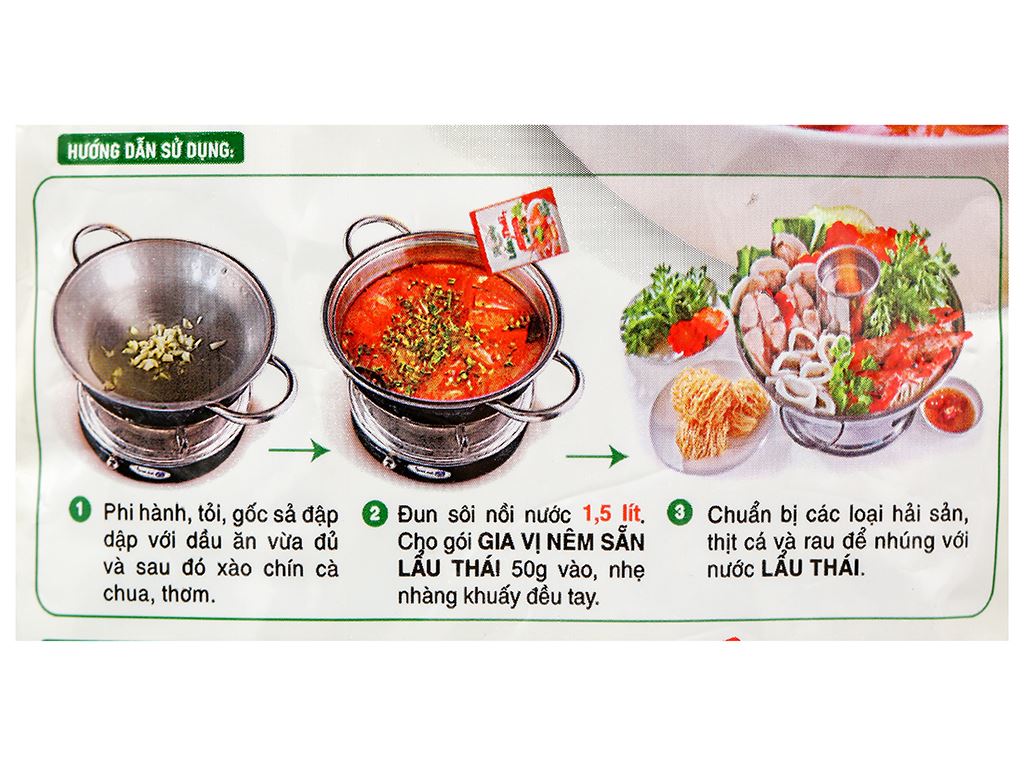 HƯỚNG DẪN SỬ DỤNG:
1 Phi hành, tỏi, gốc sả đập
dập với dầu ăn vừa đủ
và sau đó xào chín cà
chua, thơm.
2 Đun sôi nồi nước 1,5 lít.
Cho gói GIA VỊ NÊM SẴN
LẨU THÁI 50g vào, nhẹ
nhàng khuấy đều tay.
3 Chuẩn bị các loại hải sản,
thịt cá và rau để nhúng với
nước LẨU THÁI.